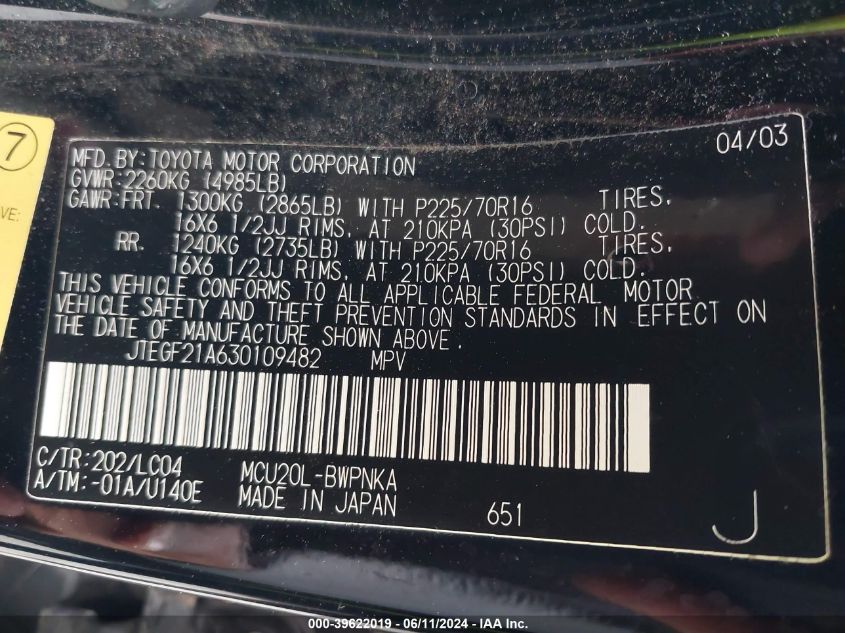 7
VE:
04/03
MFD. BY: TOYOTA MOTOR CORPORATION
GVWR: 2260KG (4985LB)
GAWR: FRT. 1300KG (2865LB) WITH P225/70R16 TIRES,
16X6 1/2JJ RIMS, AT 210KPA (30PSI) COLD.
RR. 1240KG (2735LB) WITH P225/70R16 TIRES,
16X6 1/2JJ RIMS, AT 210KPA (30PSI) COLD.
THIS VEHICLE CONFORMS TO ALL APPLICABLE FEDERAL MOTOR
VEHICLE SAFETY AND THEFT PREVENTION STANDARDS IN EFFECT ON
THE DATE OF MANUFACTURE SHOWN ABOVE.
JTEGF21A630109482 MPV
C/TR: 202/LC04 MCU20L-BWPNKA
A/TM: -01A/U140E MADE IN JAPAN 651 J
000-39622019 - 06/11/2024 - IAA Inc.